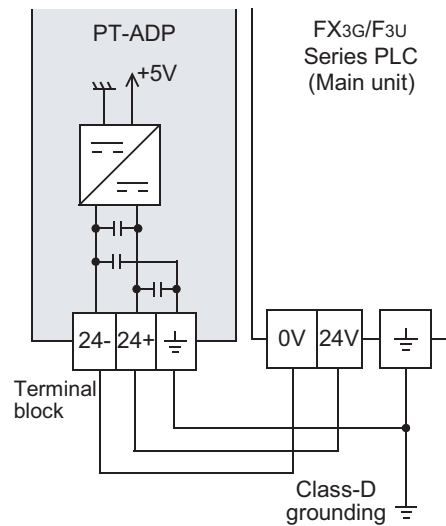 PT-ADP
+5V
FX3G/F3U
Series PLC
(Main unit)
24-
24+
0V
24V
Terminal
block
Class-D
grounding